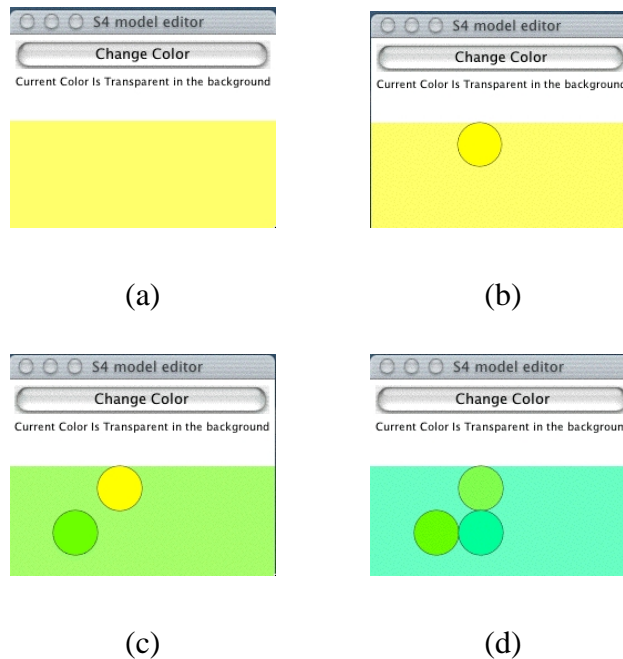 S4 model editor
Change Color
Current Color Is Transparent in the background
(a)
S4 model editor
Change Color
Current Color Is Transparent in the background
(b)
S4 model editor
Change Color
Current Color Is Transparent in the background
(c)
S4 model editor
Change Color
Current Color Is Transparent in the backgroun
(d)